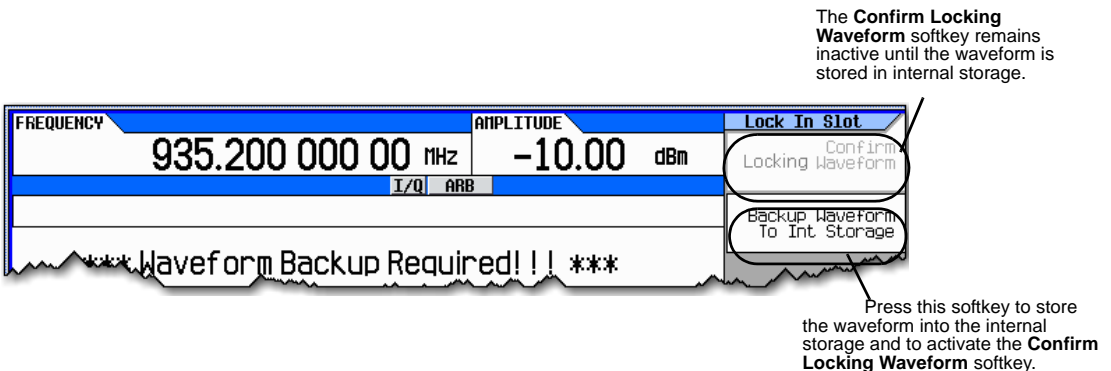 The Confirm Locking
Waveform softkey remains
inactive until the waveform is
stored in internal storage.
FREQUENCY
AMPLITUDE
Lock In Slot
935.200 000 00 MHz
-10.00 dBm
Confirm
Locking Waveform
I/Q ARB
Backup Waveform
To Int Storage
*** Waveform Backup Required!!! ***
Press this softkey to store
the waveform into the internal
storage and to activate the Confirm
Locking Waveform softkey.